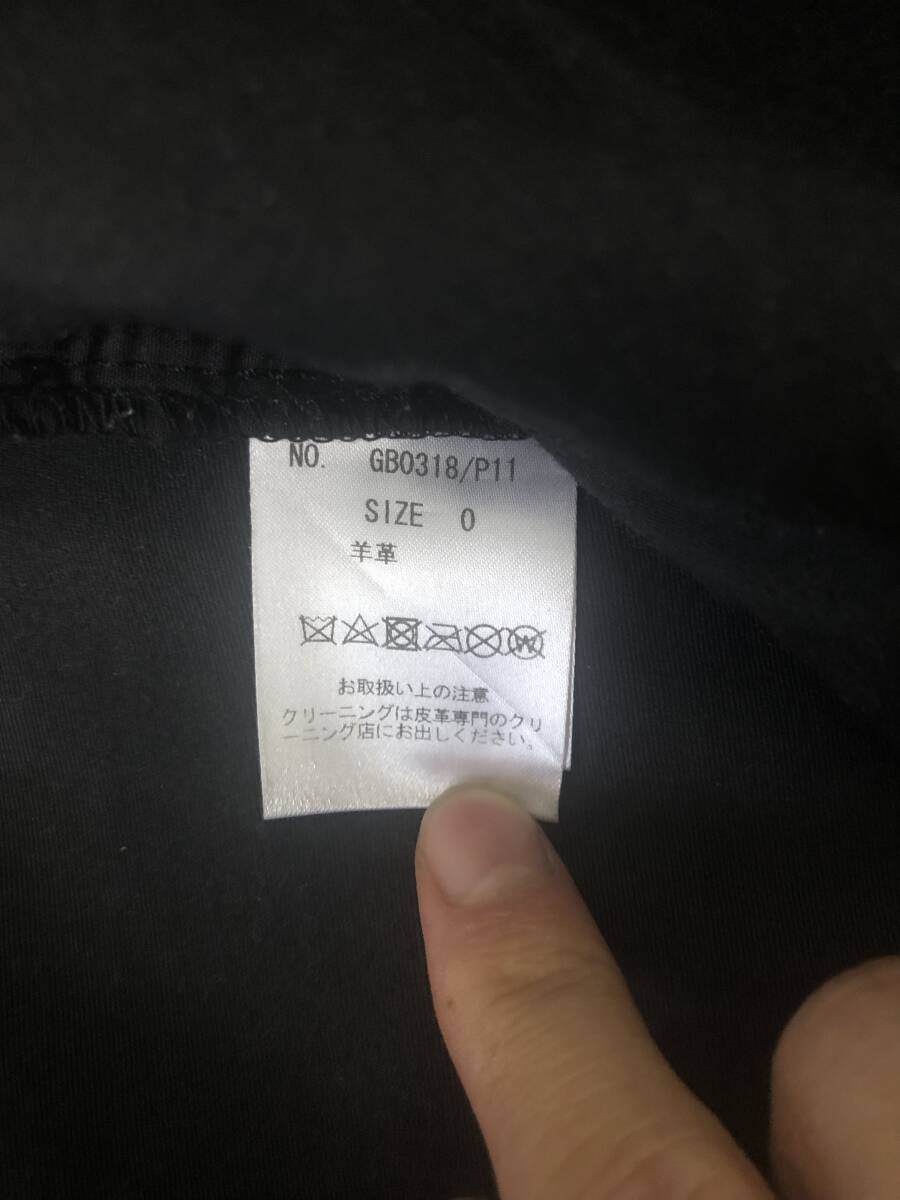 NO. GB0318/P11
SIZE 0
羊革
お取扱い上の注意
クリーニングは皮革専門のクリ
ーニング店にお出しください。